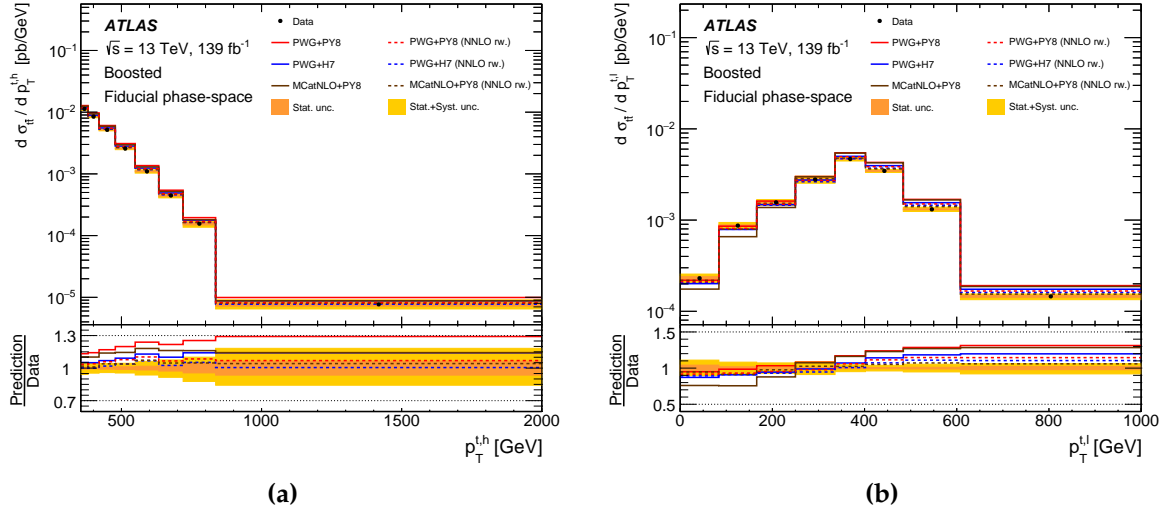 ATLAS
√s = 13 TeV, 139 fb⁻¹
Boosted
Fiducial phase-space
Data
PWG+PY8
PWG+PY8 (NNLO rw.)
PWG+H7
PWG+H7 (NNLO rw.)
MCatNLO+PY8
MCatNLO+PY8 (NNLO rw.)
Stat. unc.
Stat.+Syst. unc.
d σ_tt̄ / d p_T^{t,h} [pb/GeV]
10⁻¹
10⁻²
10⁻³
10⁻⁴
10⁻⁵
Prediction
Data
1.3
1
0.7
500
1000
1500
2000
p_T^{t,h} [GeV]
(a)
ATLAS
√s = 13 TeV, 139 fb⁻¹
Boosted
Fiducial phase-space
Data
PWG+PY8
PWG+PY8 (NNLO rw.)
PWG+H7
PWG+H7 (NNLO rw.)
MCatNLO+PY8
MCatNLO+PY8 (NNLO rw.)
Stat. unc.
Stat.+Syst. unc.
d σ_tt̄ / d p_T^{t,l} [pb/GeV]
10⁻¹
10⁻²
10⁻³
10⁻⁴
Prediction
Data
1.5
1
0.5
0
200
400
600
800
1000
p_T^{t,l} [GeV]
(b)